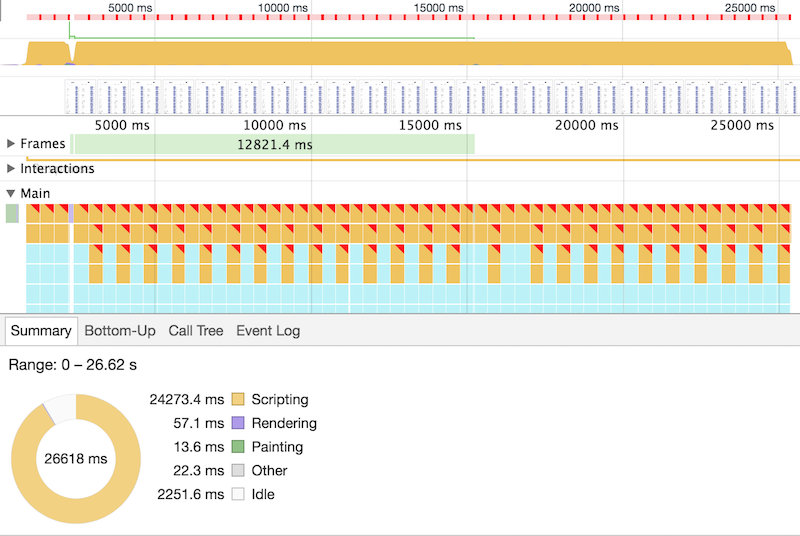 5000 ms 10000 ms 15000 ms 20000 ms 25000 ms
5000 ms 10000 ms 15000 ms 20000 ms 25000 ms
▶ Frames 12821.4 ms
▶ Interactions
▼ Main
Summary Bottom-Up Call Tree Event Log
Range: 0 – 26.62 s
24273.4 ms Scripting
57.1 ms Rendering
13.6 ms Painting
26618 ms
22.3 ms Other
2251.6 ms Idle